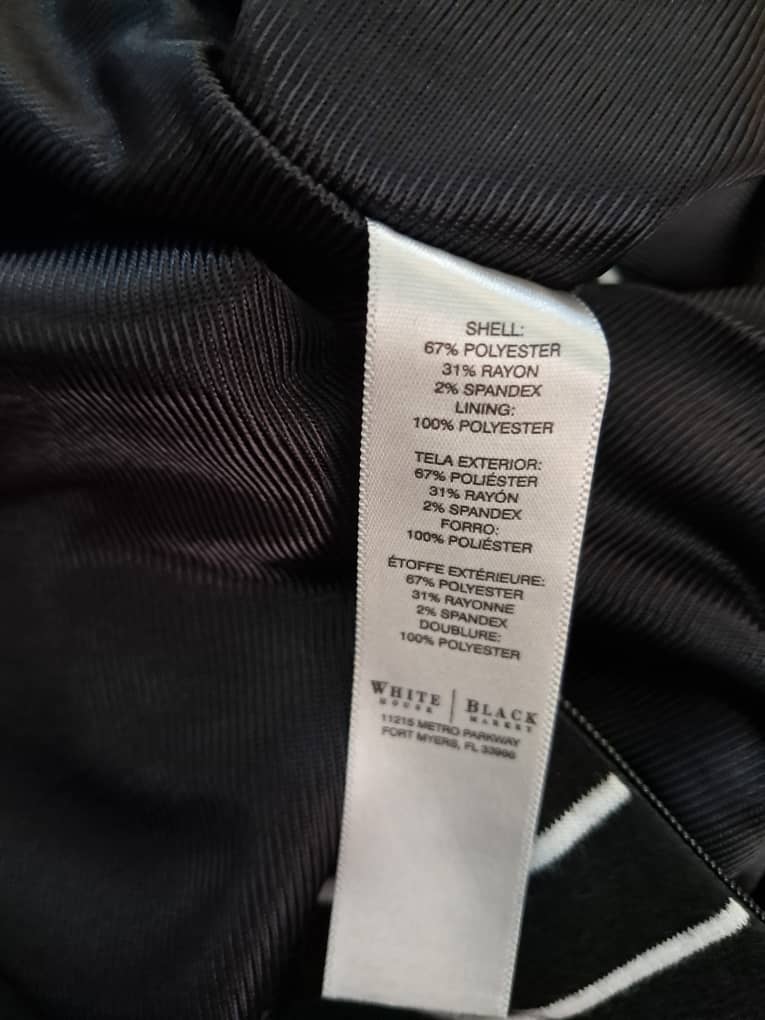 SHELL:
67% POLYESTER
31% RAYON
2% SPANDEX
LINING:
100% POLYESTER
TELA EXTERIOR:
67% POLIÉSTER
31% RAYÓN
2% SPANDEX
FORRO:
100% POLIÉSTER
ÉTOFFE EXTÉRIEURE:
67% POLYESTER
31% RAYONNE
2% SPANDEX
DOUBLURE:
100% POLYESTER
WHITE | BLACK
HOUSE MARKET
11215 METRO PARKWAY
FORT MYERS, FL 33966